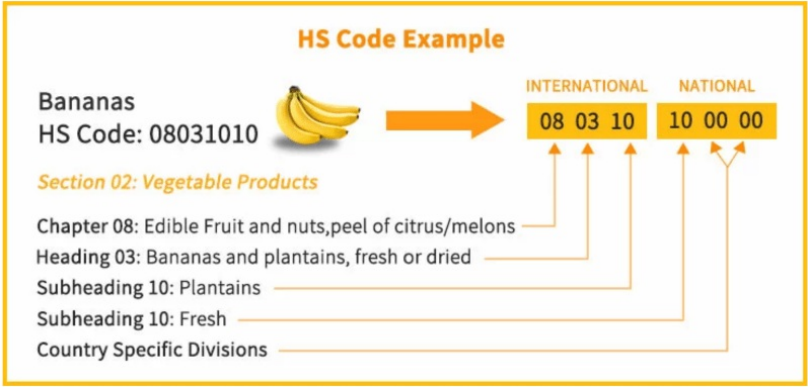 HS Code Example
Bananas
HS Code: 08031010
INTERNATIONAL NATIONAL
08 03 10 10 00 00
Section 02: Vegetable Products
Chapter 08: Edible Fruit and nuts,peel of citrus/melons
Heading 03: Bananas and plantains, fresh or dried
Subheading 10: Plantains
Subheading 10: Fresh
Country Specific Divisions